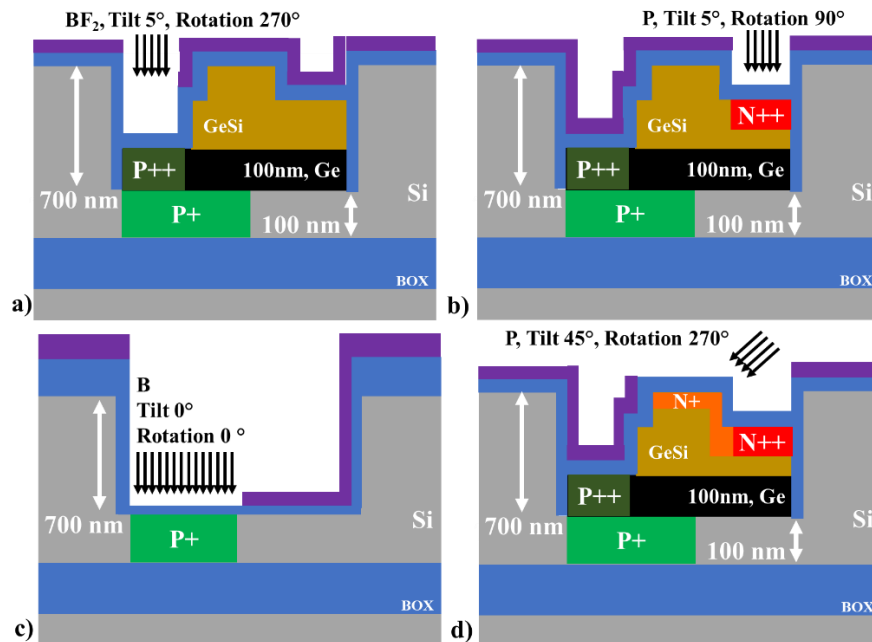 BF₂, Tilt 5°, Rotation 270°
GeSi
P++
100nm, Ge
700 nm
P+
100 nm
Si
BOX
a)
P, Tilt 5°, Rotation 90°
GeSi
N++
P++
100nm, Ge
700 nm
P+
100 nm
Si
BOX
b)
B
Tilt 0°
Rotation 0 °
700 nm
P+
Si
BOX
c)
P, Tilt 45°, Rotation 270°
N+
GeSi
N++
P++
100nm, Ge
700 nm
P+
100 nm
Si
BOX
d)